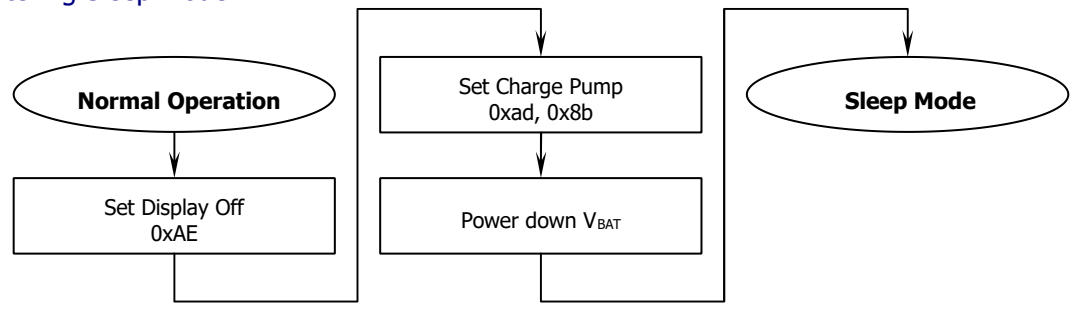 Normal Operation
Set Display Off
0xAE
Set Charge Pump
0xad, 0x8b
Power down VBAT
Sleep Mode